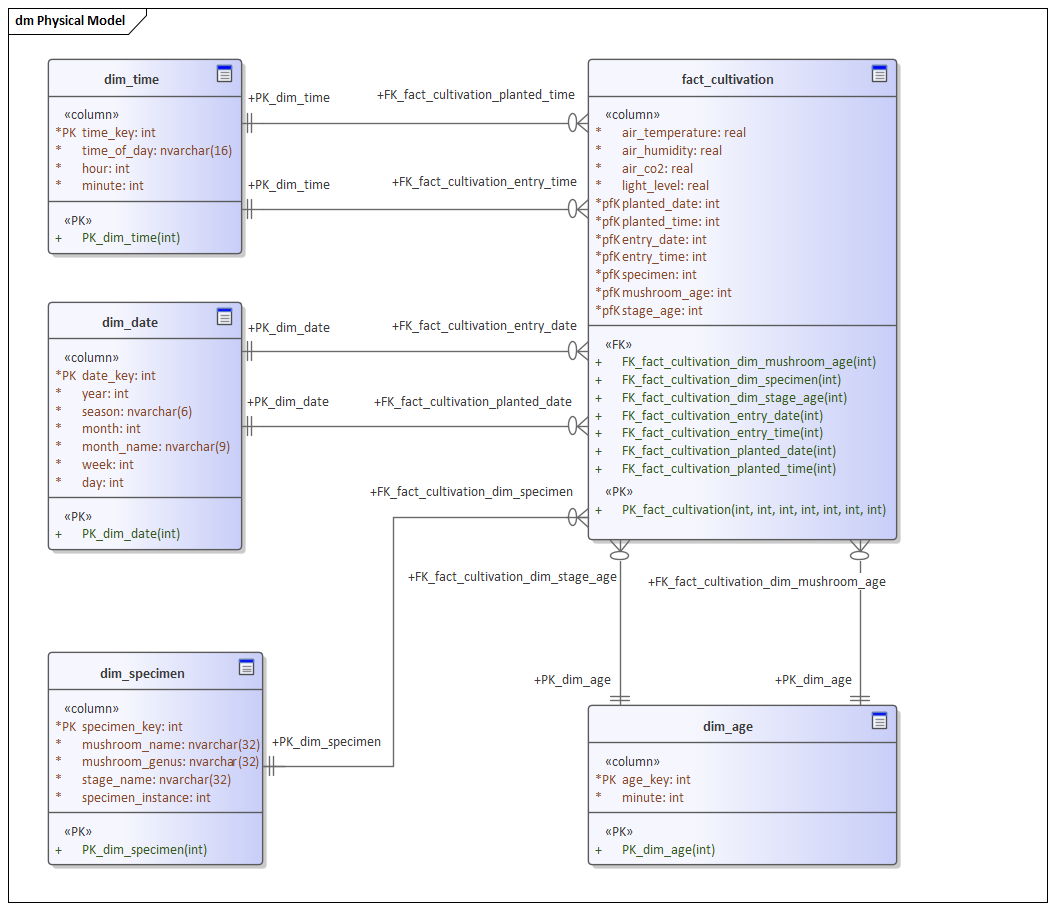 dm Physical Model
dim_time
«column»
*PK time_key: int
* time_of_day: nvarchar(16)
* hour: int
* minute: int
«PK»
+ PK_dim_time(int)
+PK_dim_time
+FK_fact_cultivation_planted_time
+PK_dim_time
+FK_fact_cultivation_entry_time
fact_cultivation
«column»
* air_temperature: real
* air_humidity: real
* air_co2: real
* light_level: real
*pfK planted_date: int
*pfK planted_time: int
*pfK entry_date: int
*pfK entry_time: int
*pfK specimen: int
*pfK mushroom_age: int
*pfK stage_age: int
«FK»
+ FK_fact_cultivation_dim_mushroom_age(int)
+ FK_fact_cultivation_dim_specimen(int)
+ FK_fact_cultivation_dim_stage_age(int)
+ FK_fact_cultivation_entry_date(int)
+ FK_fact_cultivation_entry_time(int)
+ FK_fact_cultivation_planted_date(int)
+ FK_fact_cultivation_planted_time(int)
«PK»
+ PK_fact_cultivation(int, int, int, int, int, int, int)
dim_date
«column»
*PK date_key: int
* year: int
* season: nvarchar(6)
* month: int
* month_name: nvarchar(9)
* week: int
* day: int
«PK»
+ PK_dim_date(int)
+PK_dim_date
+FK_fact_cultivation_entry_date
+PK_dim_date
+FK_fact_cultivation_planted_date
+FK_fact_cultivation_dim_specimen
+FK_fact_cultivation_dim_stage_age
+FK_fact_cultivation_dim_mushroom_age
dim_specimen
«column»
*PK specimen_key: int
* mushroom_name: nvarchar(32)
* mushroom_genus: nvarchar(32)
* stage_name: nvarchar(32)
* specimen_instance: int
«PK»
+ PK_dim_specimen(int)
+PK_dim_specimen
+PK_dim_age
+PK_dim_age
dim_age
«column»
*PK age_key: int
* minute: int
«PK»
+ PK_dim_age(int)